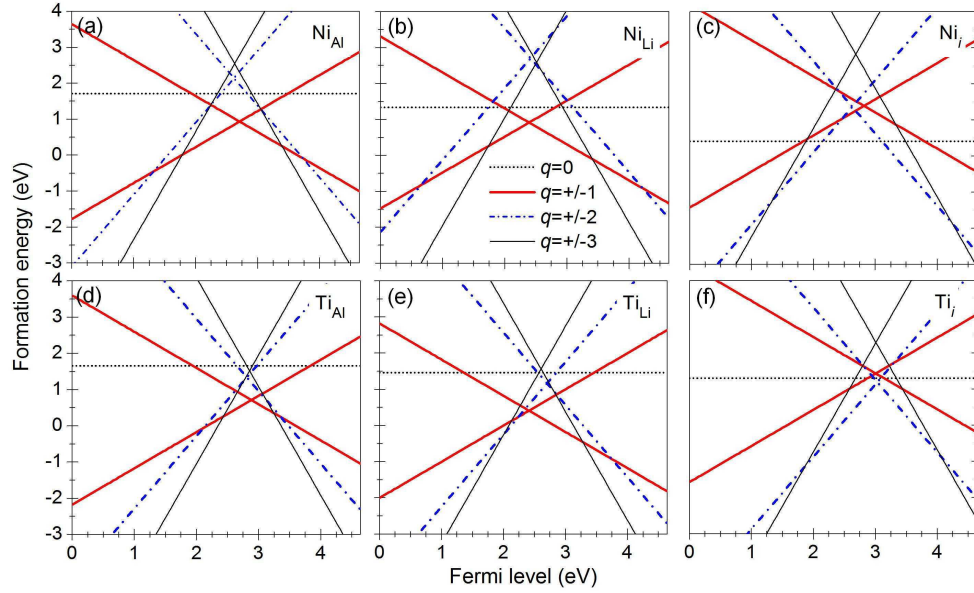 (a) Ni_Al
(b) Ni_Li
(c) Ni_i
4
3
2
1
0
-1
-2
-3
q=0
q=+/-1
q=+/-2
q=+/-3
(d) Ti_Al
(e) Ti_Li
(f) Ti_i
4
3
2
1
0
-1
-2
-3
0 1 2 3 4
0 1 2 3 4
0 1 2 3 4
Formation energy (eV)
Fermi level (eV)